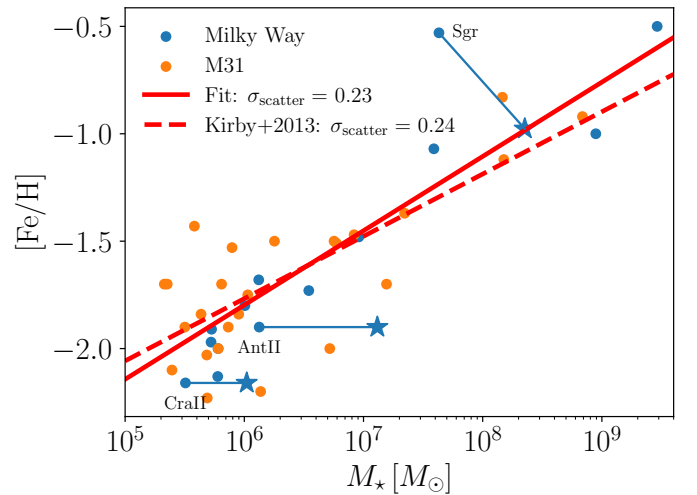 −0.5
−1.0
−1.5
−2.0
[Fe/H]
Milky Way
M31
Fit: σ_scatter = 0.23
Kirby+2013: σ_scatter = 0.24
Sgr
AntII
CraII
10^5
10^6
10^7
10^8
10^9
M_⋆ [M_⊙]